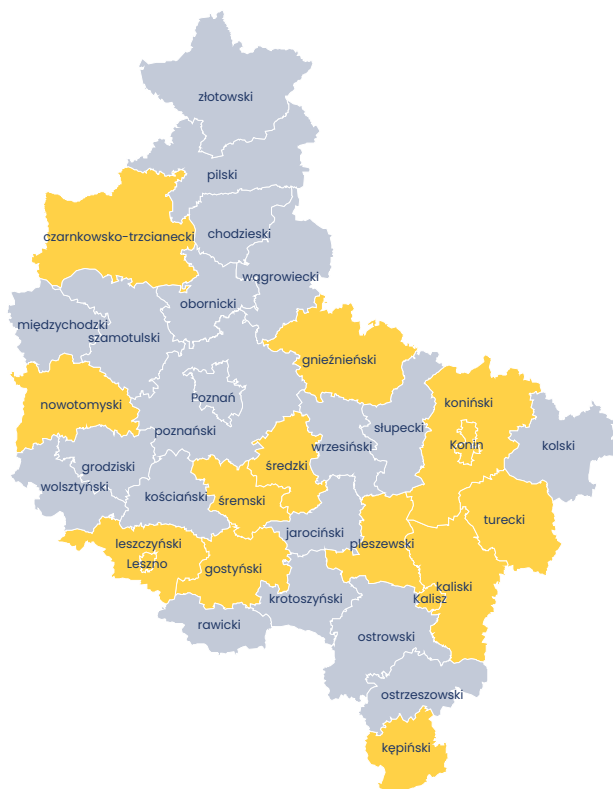 złotowski
pilski
czarnkowsko-trzcianecki
chodzieski
wągrowiecki
obornicki
międzychodzki
szamotulski
gnieźnieński
nowotomyski
Poznań
koniński
poznański
słupecki
wrzesiński
Konin
kolski
grodziski
średzki
wolsztyński
kościański
śremski
turecki
jarociński
leszczyński
pleszewski
Leszno
gostyński
kaliski
krotoszyński
Kalisz
rawicki
ostrowski
ostrzeszowski
kępiński